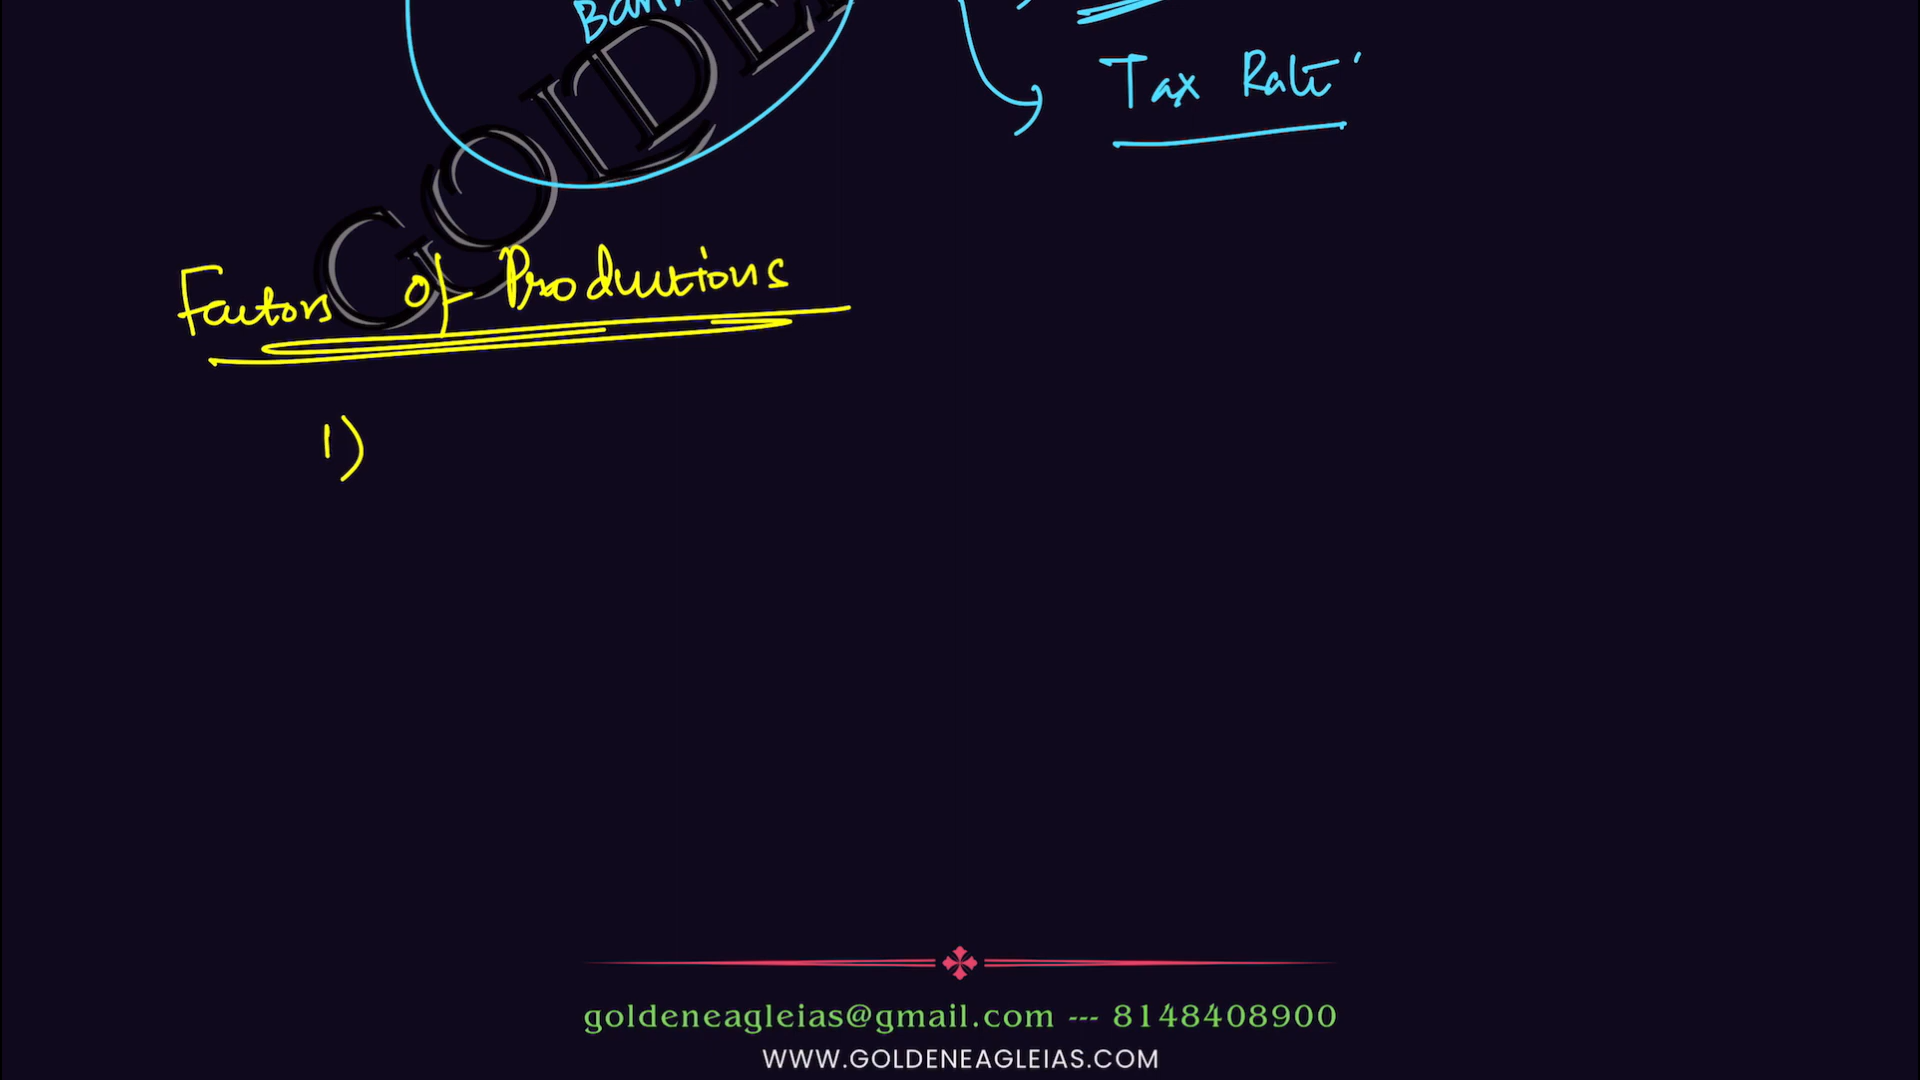 Tax Rate
Factors of Productions
1)
goldeneagleias@gmail.com --- 8148408900
WWW.GOLDENEAGLEIAS.COM